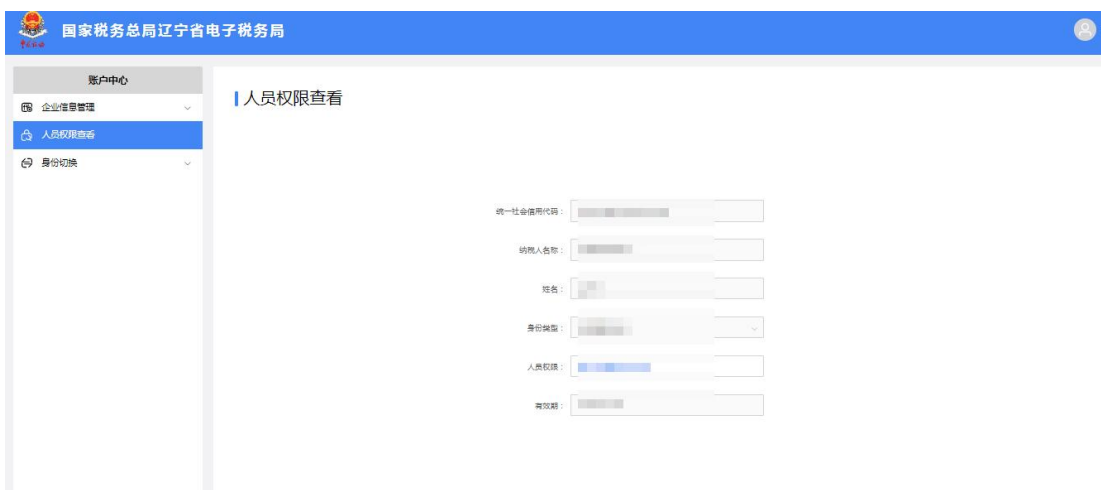 国家税务总局辽宁省电子税务局
账户中心
企业信息管理
人员权限查看
身份切换
人员权限查看
统一社会信用代码：
纳税人名称：
姓名：
身份类型：
人员权限：
有效期：